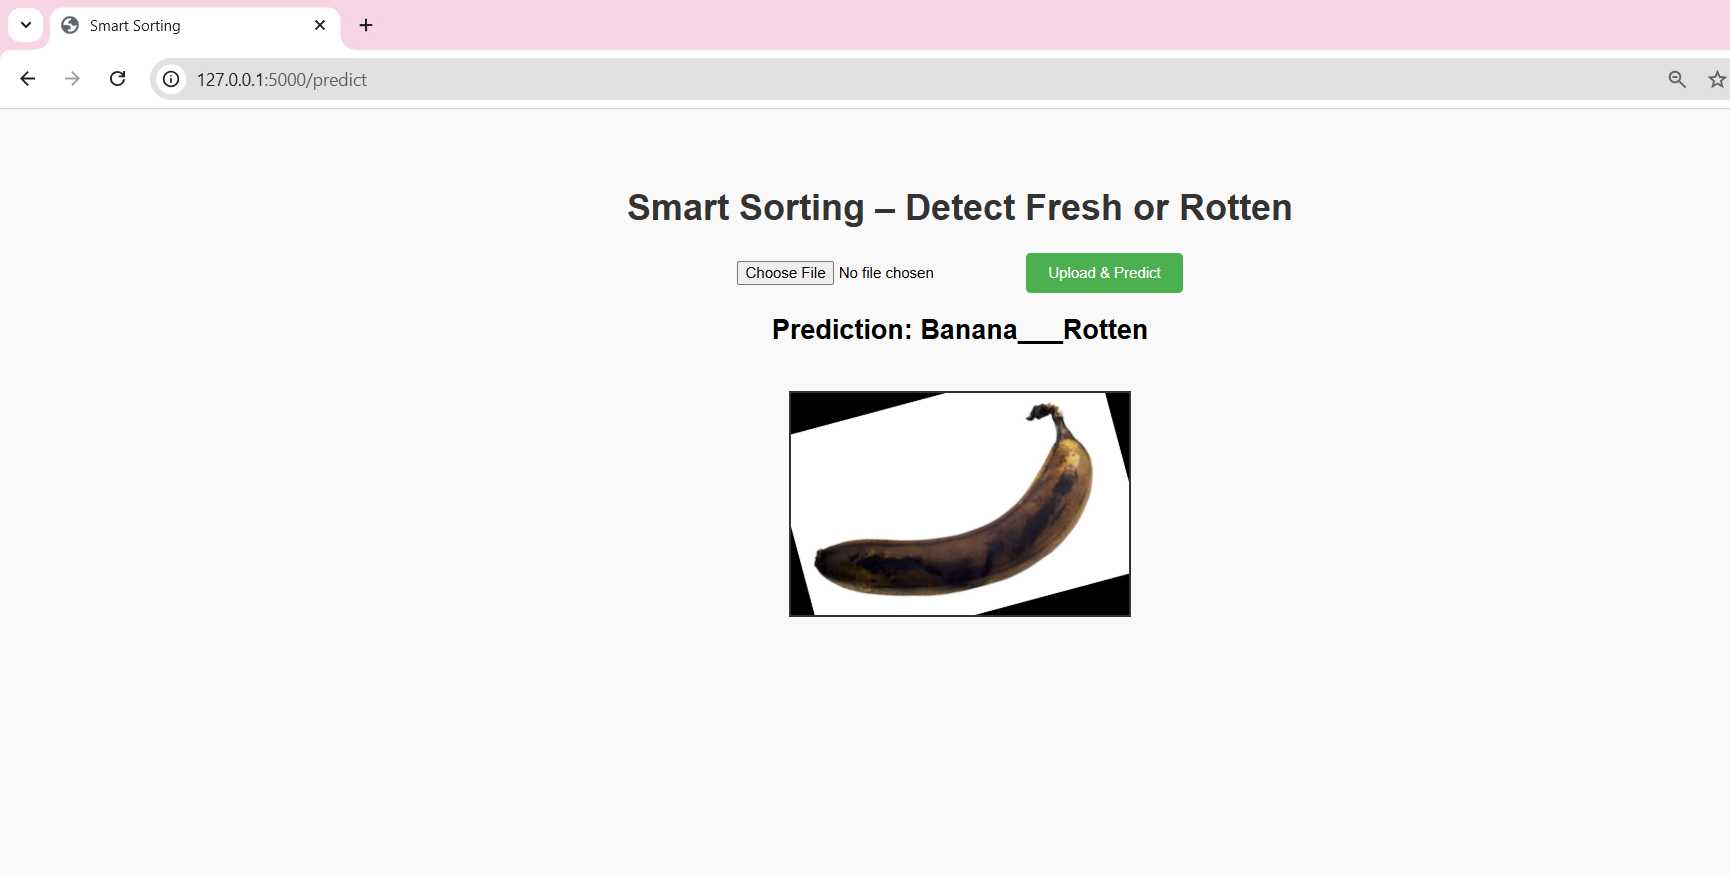 Smart Sorting
127.0.0.1:5000/predict
Smart Sorting – Detect Fresh or Rotten
Choose File No file chosen Upload & Predict
Prediction: Banana___Rotten